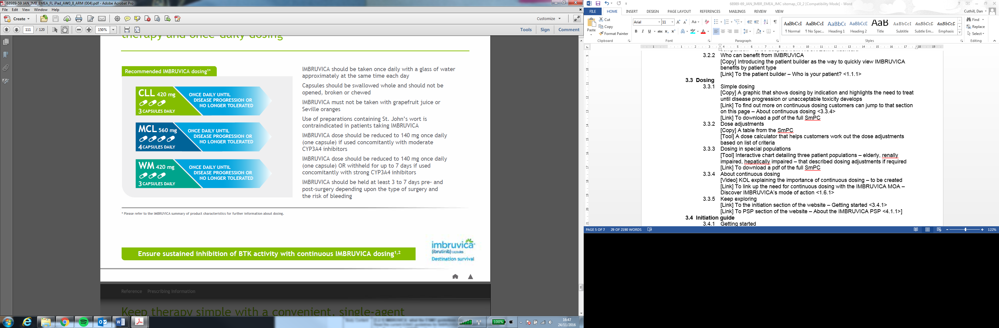 68989-59 JAN_IMB_EMEA_FL iPad_AW0_8_ARM (004).pdf - Adobe Acrobat Pro
File Edit View Window Help
Create
Customize
111 / 120
150%
Tools Sign Comment
therapy and once daily dosing
Recommended IMBRUVICA dosing1*
CLL 420 mg
3 CAPSULES DAILY
ONCE DAILY UNTIL
DISEASE PROGRESSION OR
NO LONGER TOLERATED
MCL 560 mg
4 CAPSULES DAILY
ONCE DAILY UNTIL
DISEASE PROGRESSION OR
NO LONGER TOLERATED
WM 420 mg
3 CAPSULES DAILY
ONCE DAILY UNTIL
DISEASE PROGRESSION OR
NO LONGER TOLERATED
IMBRUVICA should be taken once daily with a glass of water
approximately at the same time each day
Capsules should be swallowed whole and should not be
opened, broken or chewed
IMBRUVICA must not be taken with grapefruit juice or
Seville oranges
Use of preparations containing St. John’s wort is
contraindicated in patients taking IMBRUVICA
IMBRUVICA dose should be reduced to 140 mg once daily
(one capsule) if used concomitantly with moderate
CYP3A4 inhibitors
IMBRUVICA dose should be reduced to 140 mg once daily
(one capsule) OR withheld for up to 7 days if used
concomitantly with strong CYP3A4 inhibitors
IMBRUVICA should be held at least 3 to 7 days pre- and
post-surgery depending upon the type of surgery and
the risk of bleeding
* Please refer to the IMBRUVICA summary of product characteristics for further information about dosing.
Ensure sustained inhibition of BTK activity with continuous IMBRUVICA dosing1,2
imbruvica
(ibrutinib) capsules
Destination survival
Reference Prescribing Information
Keep therapy simple with a convenient, single-agent
100%
16:47
24/11/2016
68989-69_JAN_IMBR_EMEA_JMC sitemap_C0_2 [Compatibility Mode] - Word
FILE HOME INSERT DESIGN PAGE LAYOUT REFERENCES MAILINGS REVIEW VIEW
Cuthill, Dan
Paste
Cut
Copy
Format Painter
Clipboard
Arial 11
Font
Paragraph
AaBbCcI AaBbCcI AaBbCc AaBbCcI AaB AaBbCcI AaBbCcI AaBbCcI
¶ Normal ¶ No Spac... Heading 1 Heading 2 Title Subtitle Subtle Em... Emphasis
Styles
Find
Replace
Select
Editing
3.2.2 Who can benefit from IMBRUVICA
[Copy] Introducing the patient builder as the way to quickly view IMBRUVICA
benefits by patient type
[Link] To the patient builder – Who is your patient? <1.1.1>
3.3 Dosing
3.3.1 Simple dosing
[Copy] A graphic that shows dosing by indication and highlights the need to treat
until disease progression or unacceptable toxicity develops
[Link] To find out more on continuous dosing customers can jump to that section
on this page – About continuous dosing <3.3.4>
[Link] To download a pdf of the full SmPC
3.3.2 Dose adjustments
[Copy] A table from the SmPC
[Tool] A dose calculator that helps customers work out the dose adjustments
based on list of criteria
3.3.3 Dosing in special populations
[Tool] Interactive chart detailing three patient populations – elderly, renally
impaired, hepatically impaired – that described dosing adjustments if required
[Link] To download a pdf of the full SmPC
3.3.4 About continuous dosing
[Video] KOL explaining the importance of continuous dosing – to be created
[Link] To link up the need for continuous dosing with the IMBRUVICA MOA –
Discover IMBRUVICA’s mode of action <1.6.1>
3.3.5 Keep exploring
[Link] To the initiation section of the website – Getting started <3.4.1>
[Link] To PSP section of the website – About the IMBRUVICA PSP <4.1.1>]
3.4 Initiation guide
3.4.1 Getting started
PAGE 5 OF 7 29 OF 2190 WORDS
122%